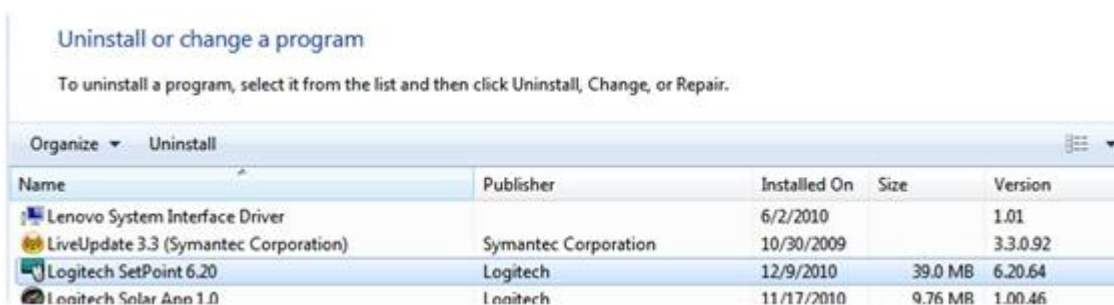 Uninstall or change a program
To uninstall a program, select it from the list and then click Uninstall, Change, or Repair.
Organize Uninstall
Name Publisher Installed On Size Version
Lenovo System Interface Driver 6/2/2010 1.01
LiveUpdate 3.3 (Symantec Corporation) Symantec Corporation 10/30/2009 3.3.0.92
Logitech SetPoint 6.20 Logitech 12/9/2010 39.0 MB 6.20.64
Logitech Solar App 1.0 Logitech 11/17/2010 9.76 MB 1.00.46